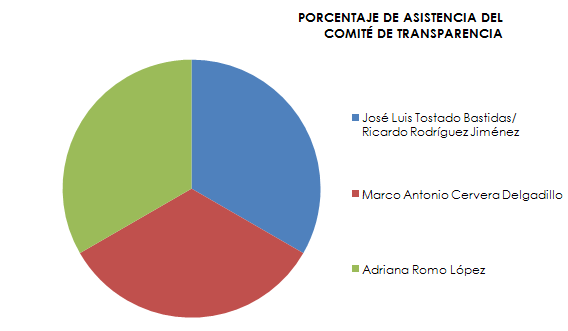 PORCENTAJE DE ASISTENCIA DEL
COMITÉ DE TRANSPARENCIA
José Luis Tostado Bastidas/
Ricardo Rodríguez Jiménez
Marco Antonio Cervera Delgadillo
Adriana Romo López